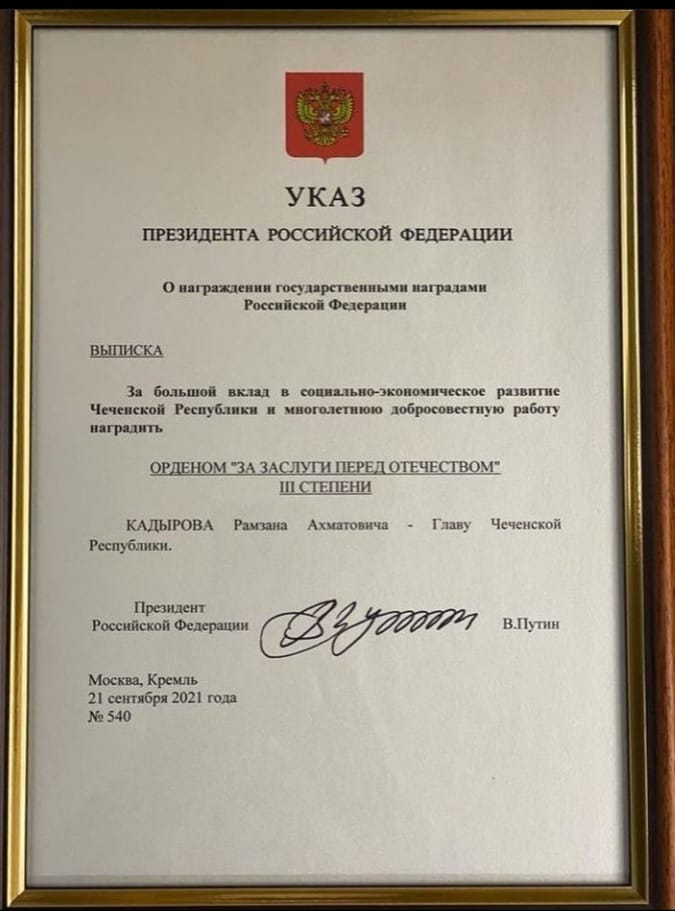 УКАЗ
ПРЕЗИДЕНТА РОССИЙСКОЙ ФЕДЕРАЦИИ
О награждении государственными наградами
Российской Федерации
ВЫПИСКА
За большой вклад в социально-экономическое развитие
Чеченской Республики и многолетнюю добросовестную работу
наградить
ОРДЕНОМ "ЗА ЗАСЛУГИ ПЕРЕД ОТЕЧЕСТВОМ"
III СТЕПЕНИ
КАДЫРОВА Рамзана Ахматовича - Главу Чеченской
Республики.
Президент
Российской Федерации В.Путин
Москва, Кремль
21 сентября 2021 года
№ 540